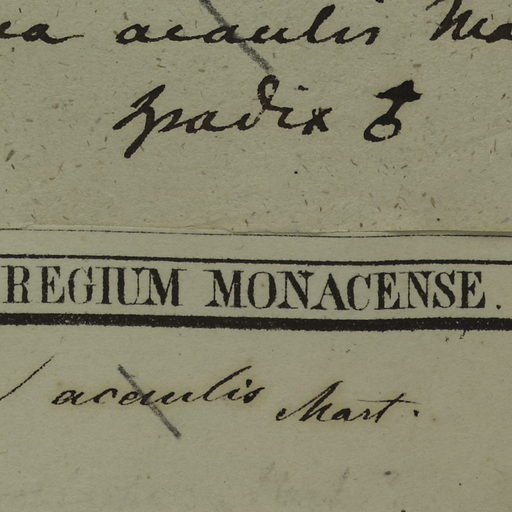 acaulis Ma
spadix ♂
REGIUM MONACENSE.
acaulis Mart.